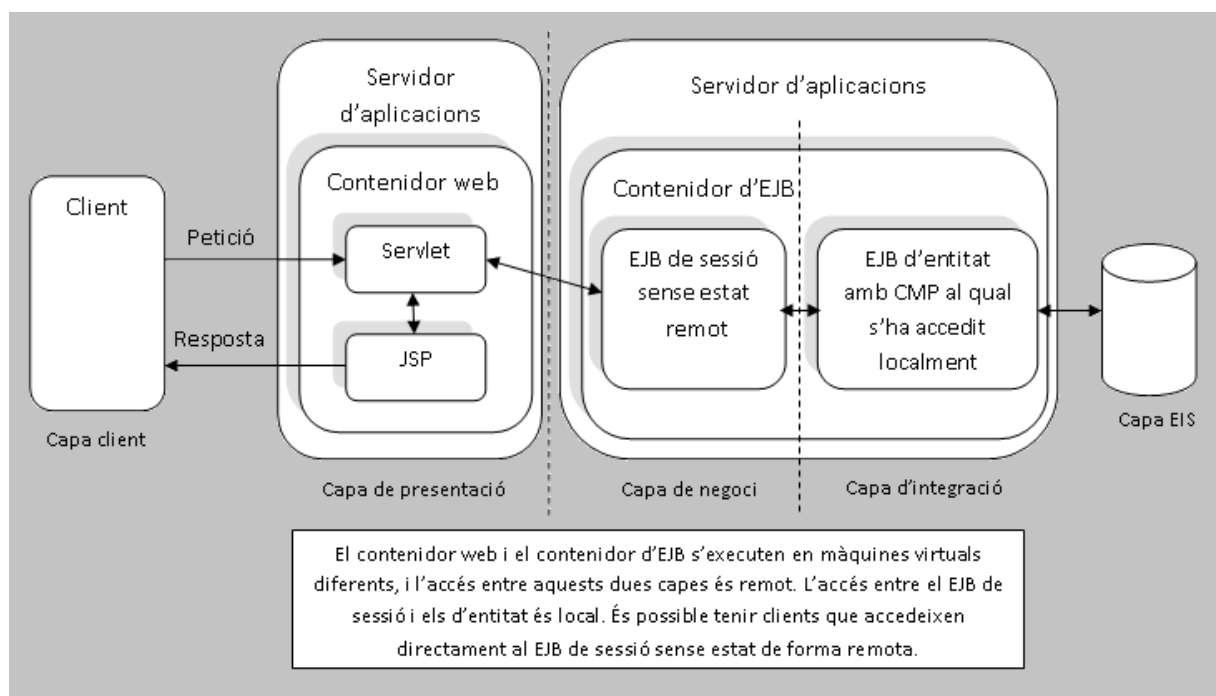 Servidor
d'aplicacions
Servidor d'aplicacions
Contenidor web
Contenidor d'EJB
Client
Petició
Servlet
EJB de sessió
sense estat
remot
EJB d'entitat
amb CMP al qual
s'ha accedit
localment
Resposta
JSP
Capa client
Capa EIS
Capa de presentació
Capa de negoci
Capa d'integració
El contenidor web i el contenidor d'EJB s'executen en màquines virtuals
diferents, i l'accés entre aquests dues capes és remot. L'accés entre el EJB de
sessió i els d'entitat és local. És possible tenir clients que accedeixen
directament al EJB de sessió sense estat de forma remota.